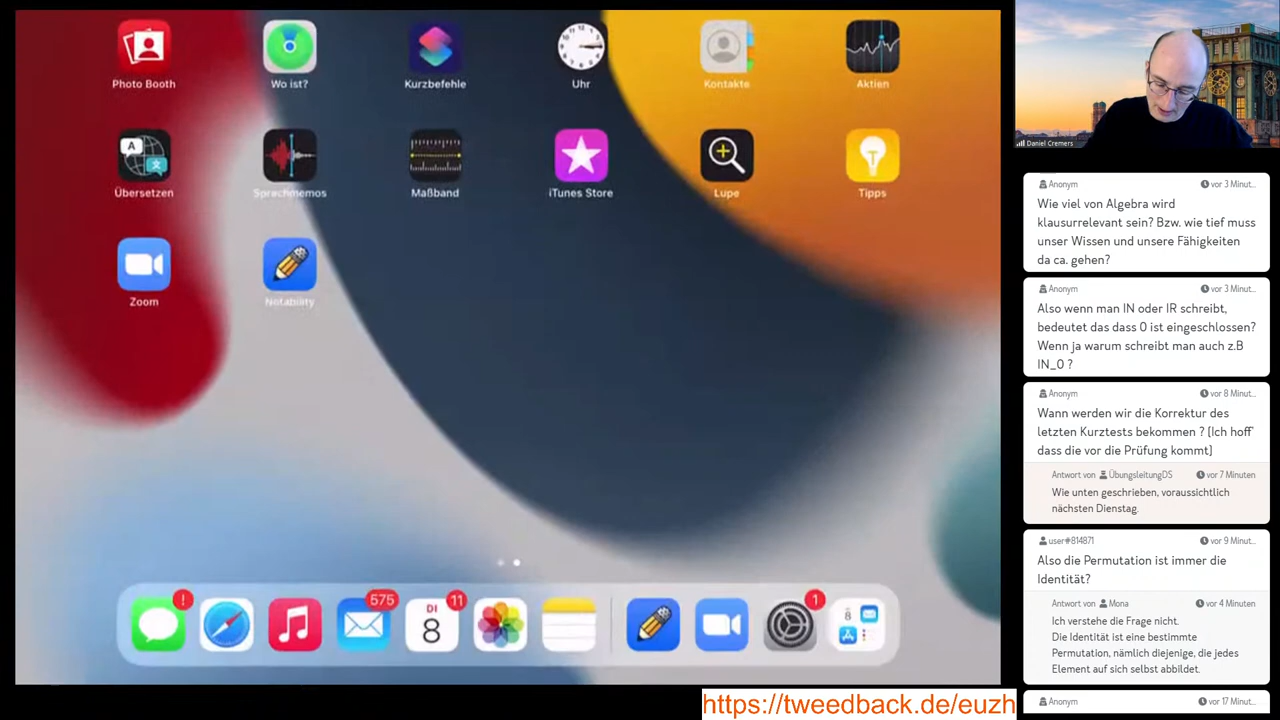 Photo Booth
Wo ist?
Kurzbefehle
Uhr
Kontakte
Aktien
Übersetzen
Sprachmemos
Maßband
iTunes Store
Lupe
Tipps
Zoom
Notability
575
DI
11
8
1
8
Daniel Cremers
Anonym vor 3 Minut...
Wie viel von Algebra wird
klausurrelevant sein? Bzw. wie tief muss
unser Wissen und unsere Fähigkeiten
da ca. gehen?
Anonym vor 3 Minut...
Also wenn man IN oder IR schreibt,
bedeutet das dass 0 ist eingeschlossen?
Wenn ja warum schreibt man auch z.B
IN_0 ?
Anonym vor 8 Minut...
Wann werden wir die Korrektur des
letzten Kurztests bekommen ? [Ich hoff
dass die vor die Prüfung kommt]
Antwort von ÜbungsleitungDS vor 7 Minuten
Wie unten geschrieben, voraussichtlich
nächsten Dienstag.
user#814871 vor 9 Minut...
Also die Permutation ist immer die
Identität?
Antwort von Mona vor 4 Minuten
Ich verstehe die Frage nicht.
Die Identität ist eine bestimmte
Permutation, nämlich diejenige, die jedes
Element auf sich selbst abbildet.
Anonym vor 17 Minut...
https://tweedback.de/euzh